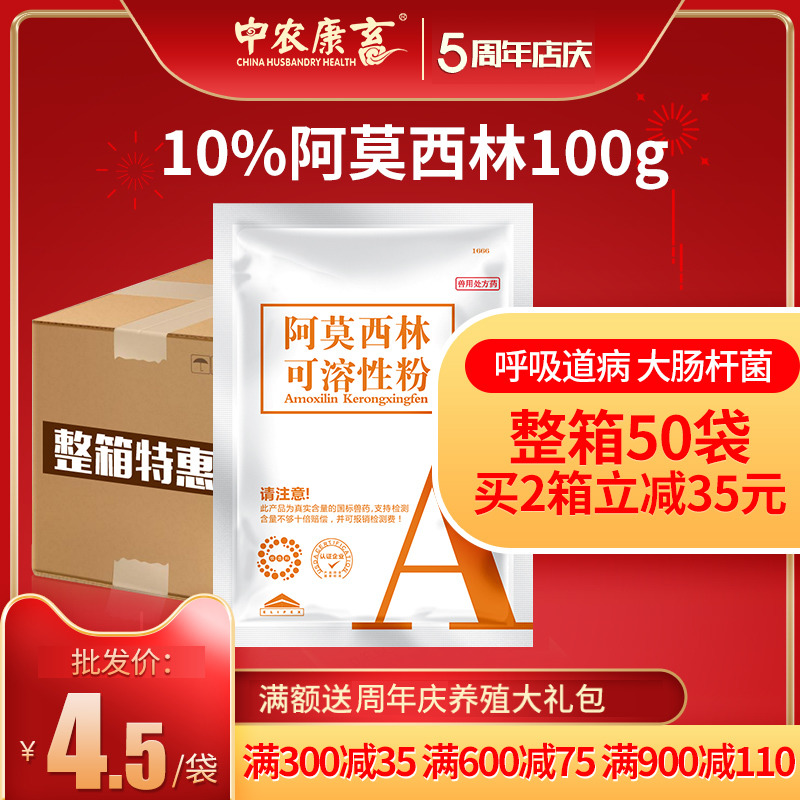 中农康畜®
CHINA HUSBANDRY HEALTH
5周年店庆
10%阿莫西林100g
1666
兽用处方药
阿莫西林
可溶性粉
Amoxilin Kerongxingfen
呼吸道病 大肠杆菌
整箱50袋
买2箱立减35元
整箱特惠
请注意!
此产品为真实含量的国标兽药,支持检测
含量不够十倍赔偿，并可报销检测费！
认证企业
A
批发价：
¥4.5/袋
满额送 周年庆养殖大礼包
满300减35 满600减75 满900减110